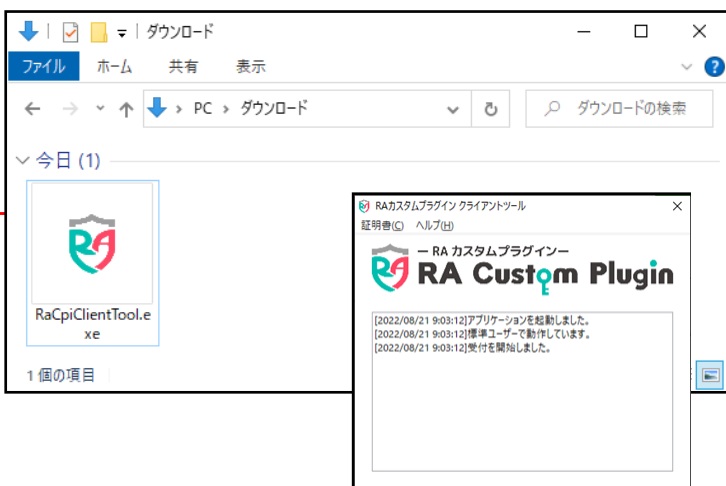 ダウンロード
ファイル ホーム 共有 表示
PC ダウンロード ダウンロードの検索
今日 (1)
RA
RaCpiClientTool.e
xe
1 個の項目
RAカスタムプラグイン クライアントツール
証明書(C) ヘルプ(H)
RA
ー RA カスタムプラグインー
RA Custom Plugin
[2022/08/21 9:03:12]アプリケーションを起動しました。
[2022/08/21 9:03:12]標準ユーザーで動作しています。
[2022/08/21 9:03:12]受付を開始しました。